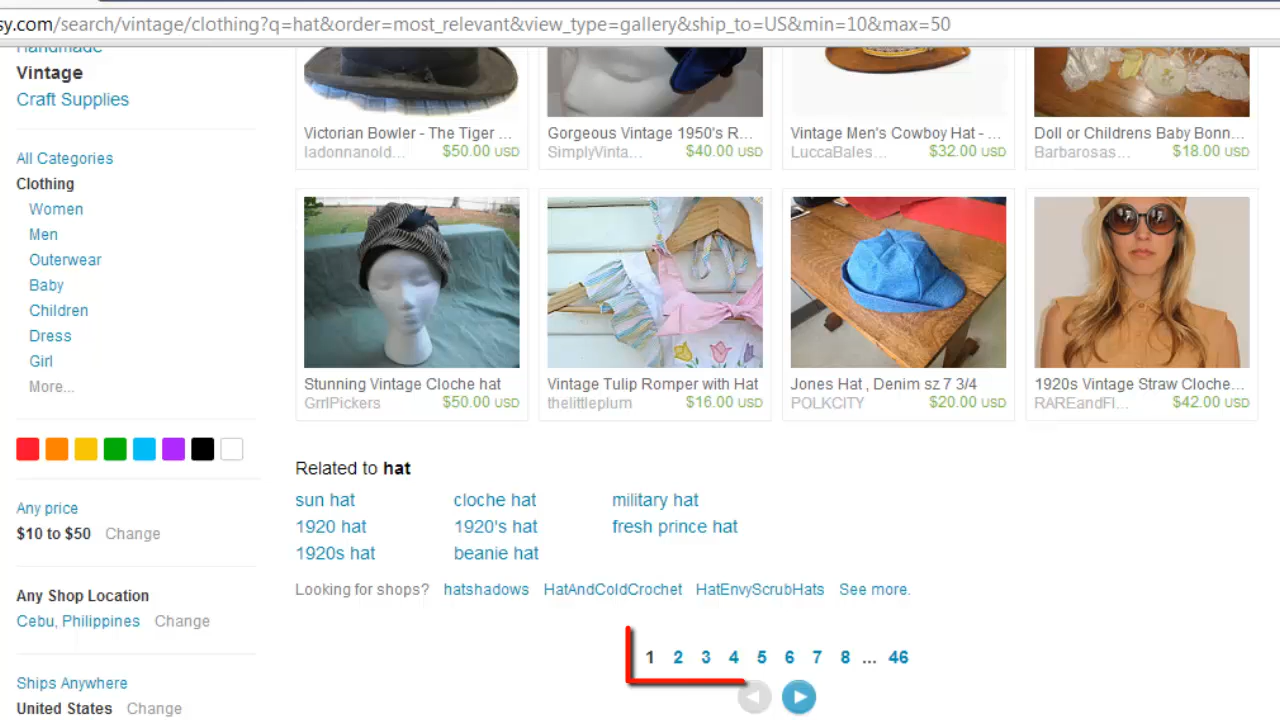 sy.com/search/vintage/clothing?q=hat&order=most_relevant&view_type=gallery&ship_to=US&min=10&max=50
Handmade
Vintage
Craft Supplies
All Categories
Clothing
Women
Men
Outerwear
Baby
Children
Dress
Girl
More...
Any price
$10 to $50 Change
Any Shop Location
Cebu, Philippines Change
Ships Anywhere
United States Change
Victorian Bowler - The Tiger ...
ladonnanold... $50.00 USD
Gorgeous Vintage 1950's R...
SimplyVinta... $40.00 USD
Vintage Men's Cowboy Hat - ...
LuccaBales... $32.00 USD
Doll or Childrens Baby Bonn...
Barbarosas... $18.00 USD
Stunning Vintage Cloche hat
GrrlPickers $50.00 USD
Vintage Tulip Romper with Hat
thelittleplum $16.00 USD
Jones Hat , Denim sz 7 3/4
POLKCITY $20.00 USD
1920s Vintage Straw Cloche...
RAREandFI... $42.00 USD
Related to hat
sun hat cloche hat military hat
1920 hat 1920's hat fresh prince hat
1920s hat beanie hat
Looking for shops? hatshadows HatAndColdCrochet HatEnvyScrubHats See more.
1 2 3 4 5 6 7 8 ... 46